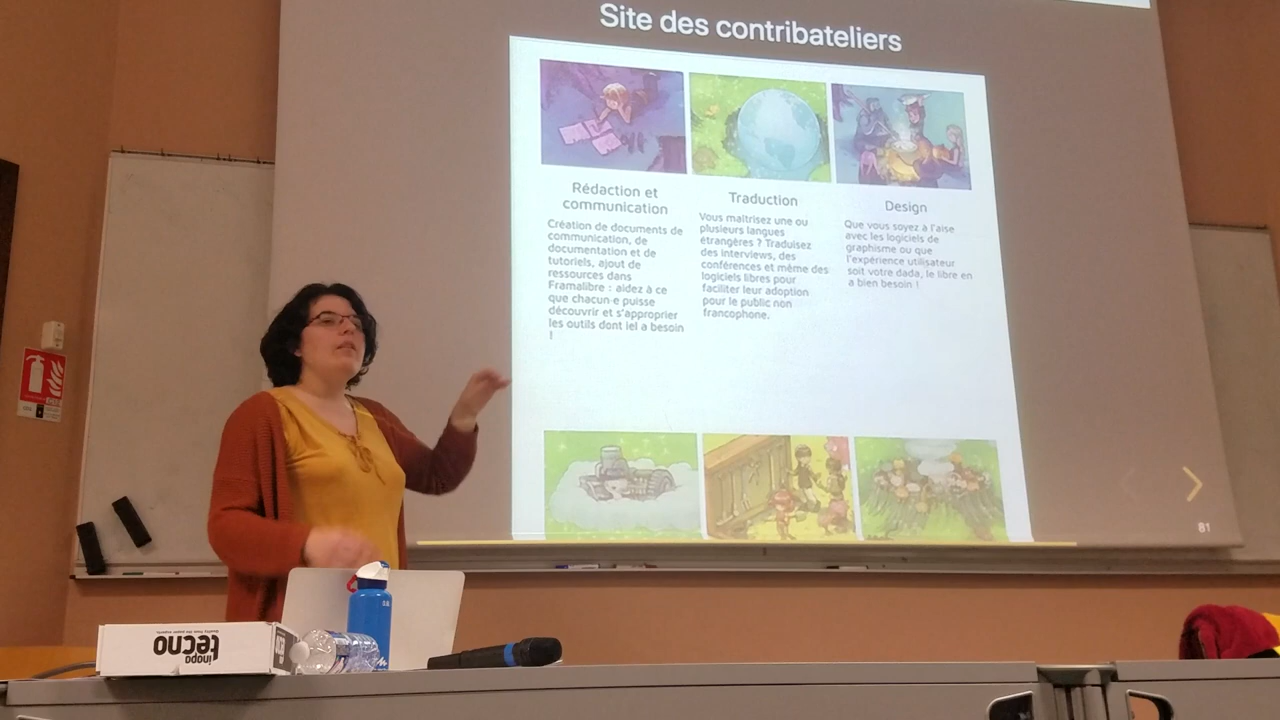 Site des contribateliers
Rédaction et
communication
Création de documents de
communication, de
documentation et de
tutoriels, ajout de
ressources dans
Framalibre : aidez à ce
que chacun·e puisse
découvrir et s'approprier
les outils dont iel a besoin
!
Traduction
Vous maîtrisez une ou
plusieurs langues
étrangères ? Traduisez
des interviews, des
conférences et même des
logiciels libres pour
faciliter leur adoption
pour le public non
francophone.
Design
Que vous soyez à l'aise
avec les logiciels de
graphisme ou que
l'expérience utilisateur
soit votre dada, le libre en
a bien besoin !
81
inapa
tecno